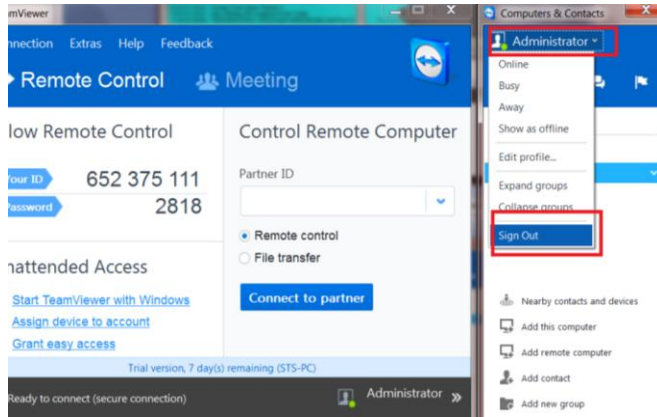 mViewer
nnection Extras Help Feedback
Remote Control Meeting
low Remote Control
Your ID 652 375 111
Password 2818
nattended Access
Start TeamViewer with Windows
Assign device to account
Grant easy access
Control Remote Computer
Partner ID
Remote control
File transfer
Connect to partner
Trial version, 7 day(s) remaining (STS-PC)
Ready to connect (secure connection) Administrator
Computers & Contacts
Administrator
Online
Busy
Away
Show as offline
Edit profile...
Expand groups
Collapse groups
Sign Out
Nearby contacts and devices
Add this computer
Add remote computer
Add contact
Add new group